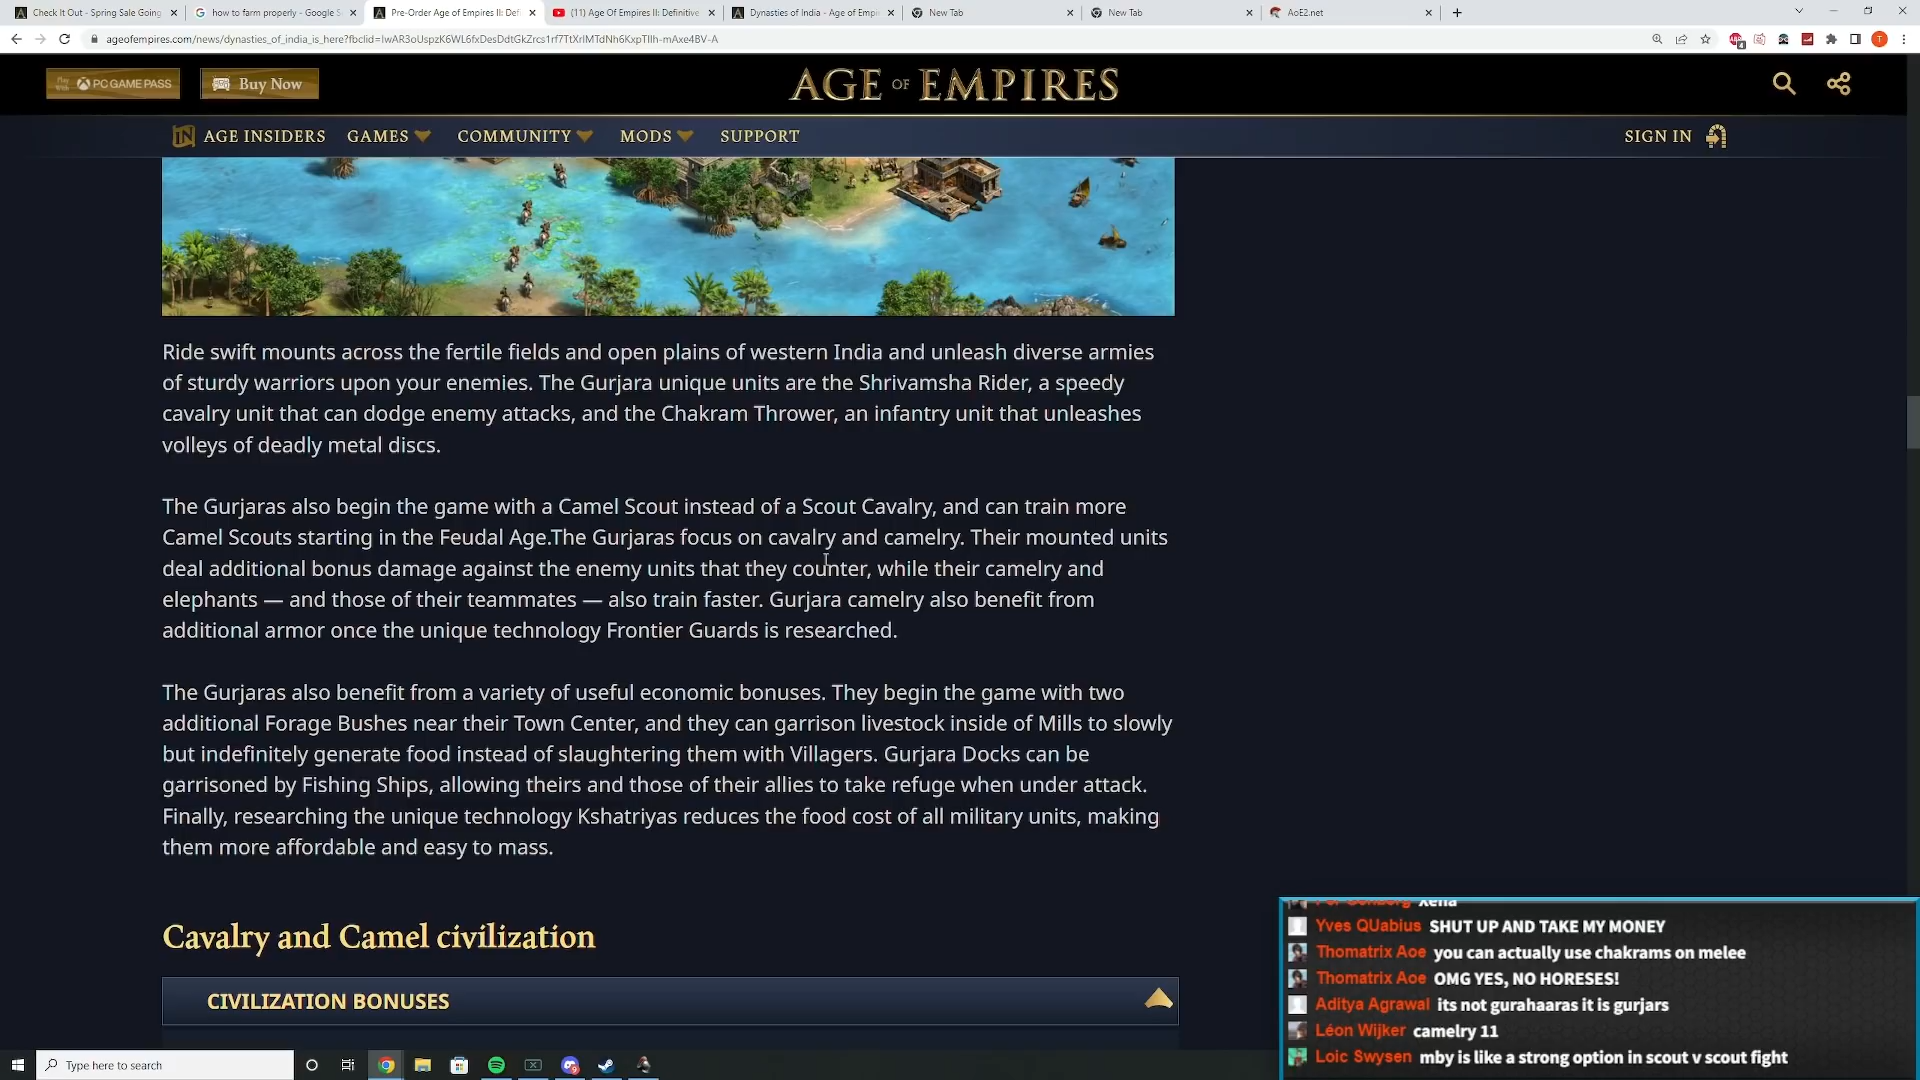 Check It Out - Spring Sale Going
how to farm properly - Google S
Pre-Order Age of Empires II: Defi
(11) Age Of Empires II: Definitive
Dynasties of India - Age of Empi
New Tab
New Tab
AoE2.net
PC GAME PASS
Buy Now
AGE OF EMPIRES
AGE INSIDERS
GAMES
COMMUNITY
MODS
SUPPORT
SIGN IN
Ride swift mounts across the fertile fields and open plains of western India and unleash diverse armies
of sturdy warriors upon your enemies. The Gurjara unique units are the Shrivamsha Rider, a speedy
cavalry unit that can dodge enemy attacks, and the Chakram Thrower, an infantry unit that unleashes
volleys of deadly metal discs.
The Gurjaras also begin the game with a Camel Scout instead of a Scout Cavalry, and can train more
Camel Scouts starting in the Feudal Age.The Gurjaras focus on cavalry and camelry. Their mounted units
deal additional bonus damage against the enemy units that they counter, while their camelry and
elephants — and those of their teammates — also train faster. Gurjara camelry also benefit from
additional armor once the unique technology Frontier Guards is researched.
The Gurjaras also benefit from a variety of useful economic bonuses. They begin the game with two
additional Forage Bushes near their Town Center, and they can garrison livestock inside of Mills to slowly
but indefinitely generate food instead of slaughtering them with Villagers. Gurjara Docks can be
garrisoned by Fishing Ships, allowing theirs and those of their allies to take refuge when under attack.
Finally, researching the unique technology Kshatriyas reduces the food cost of all military units, making
them more affordable and easy to mass.
Cavalry and Camel civilization
CIVILIZATION BONUSES
Xena
Yves QUabius SHUT UP AND TAKE MY MONEY
Thomatrix Aoe you can actually use chakrams on melee
Thomatrix Aoe OMG YES, NO HORESES!
Aditya Agrawal its not gurahaaras it is gurjars
Léon Wijker camelry 11
Loic Swysen mby is like a strong option in scout v scout fight
Type here to search